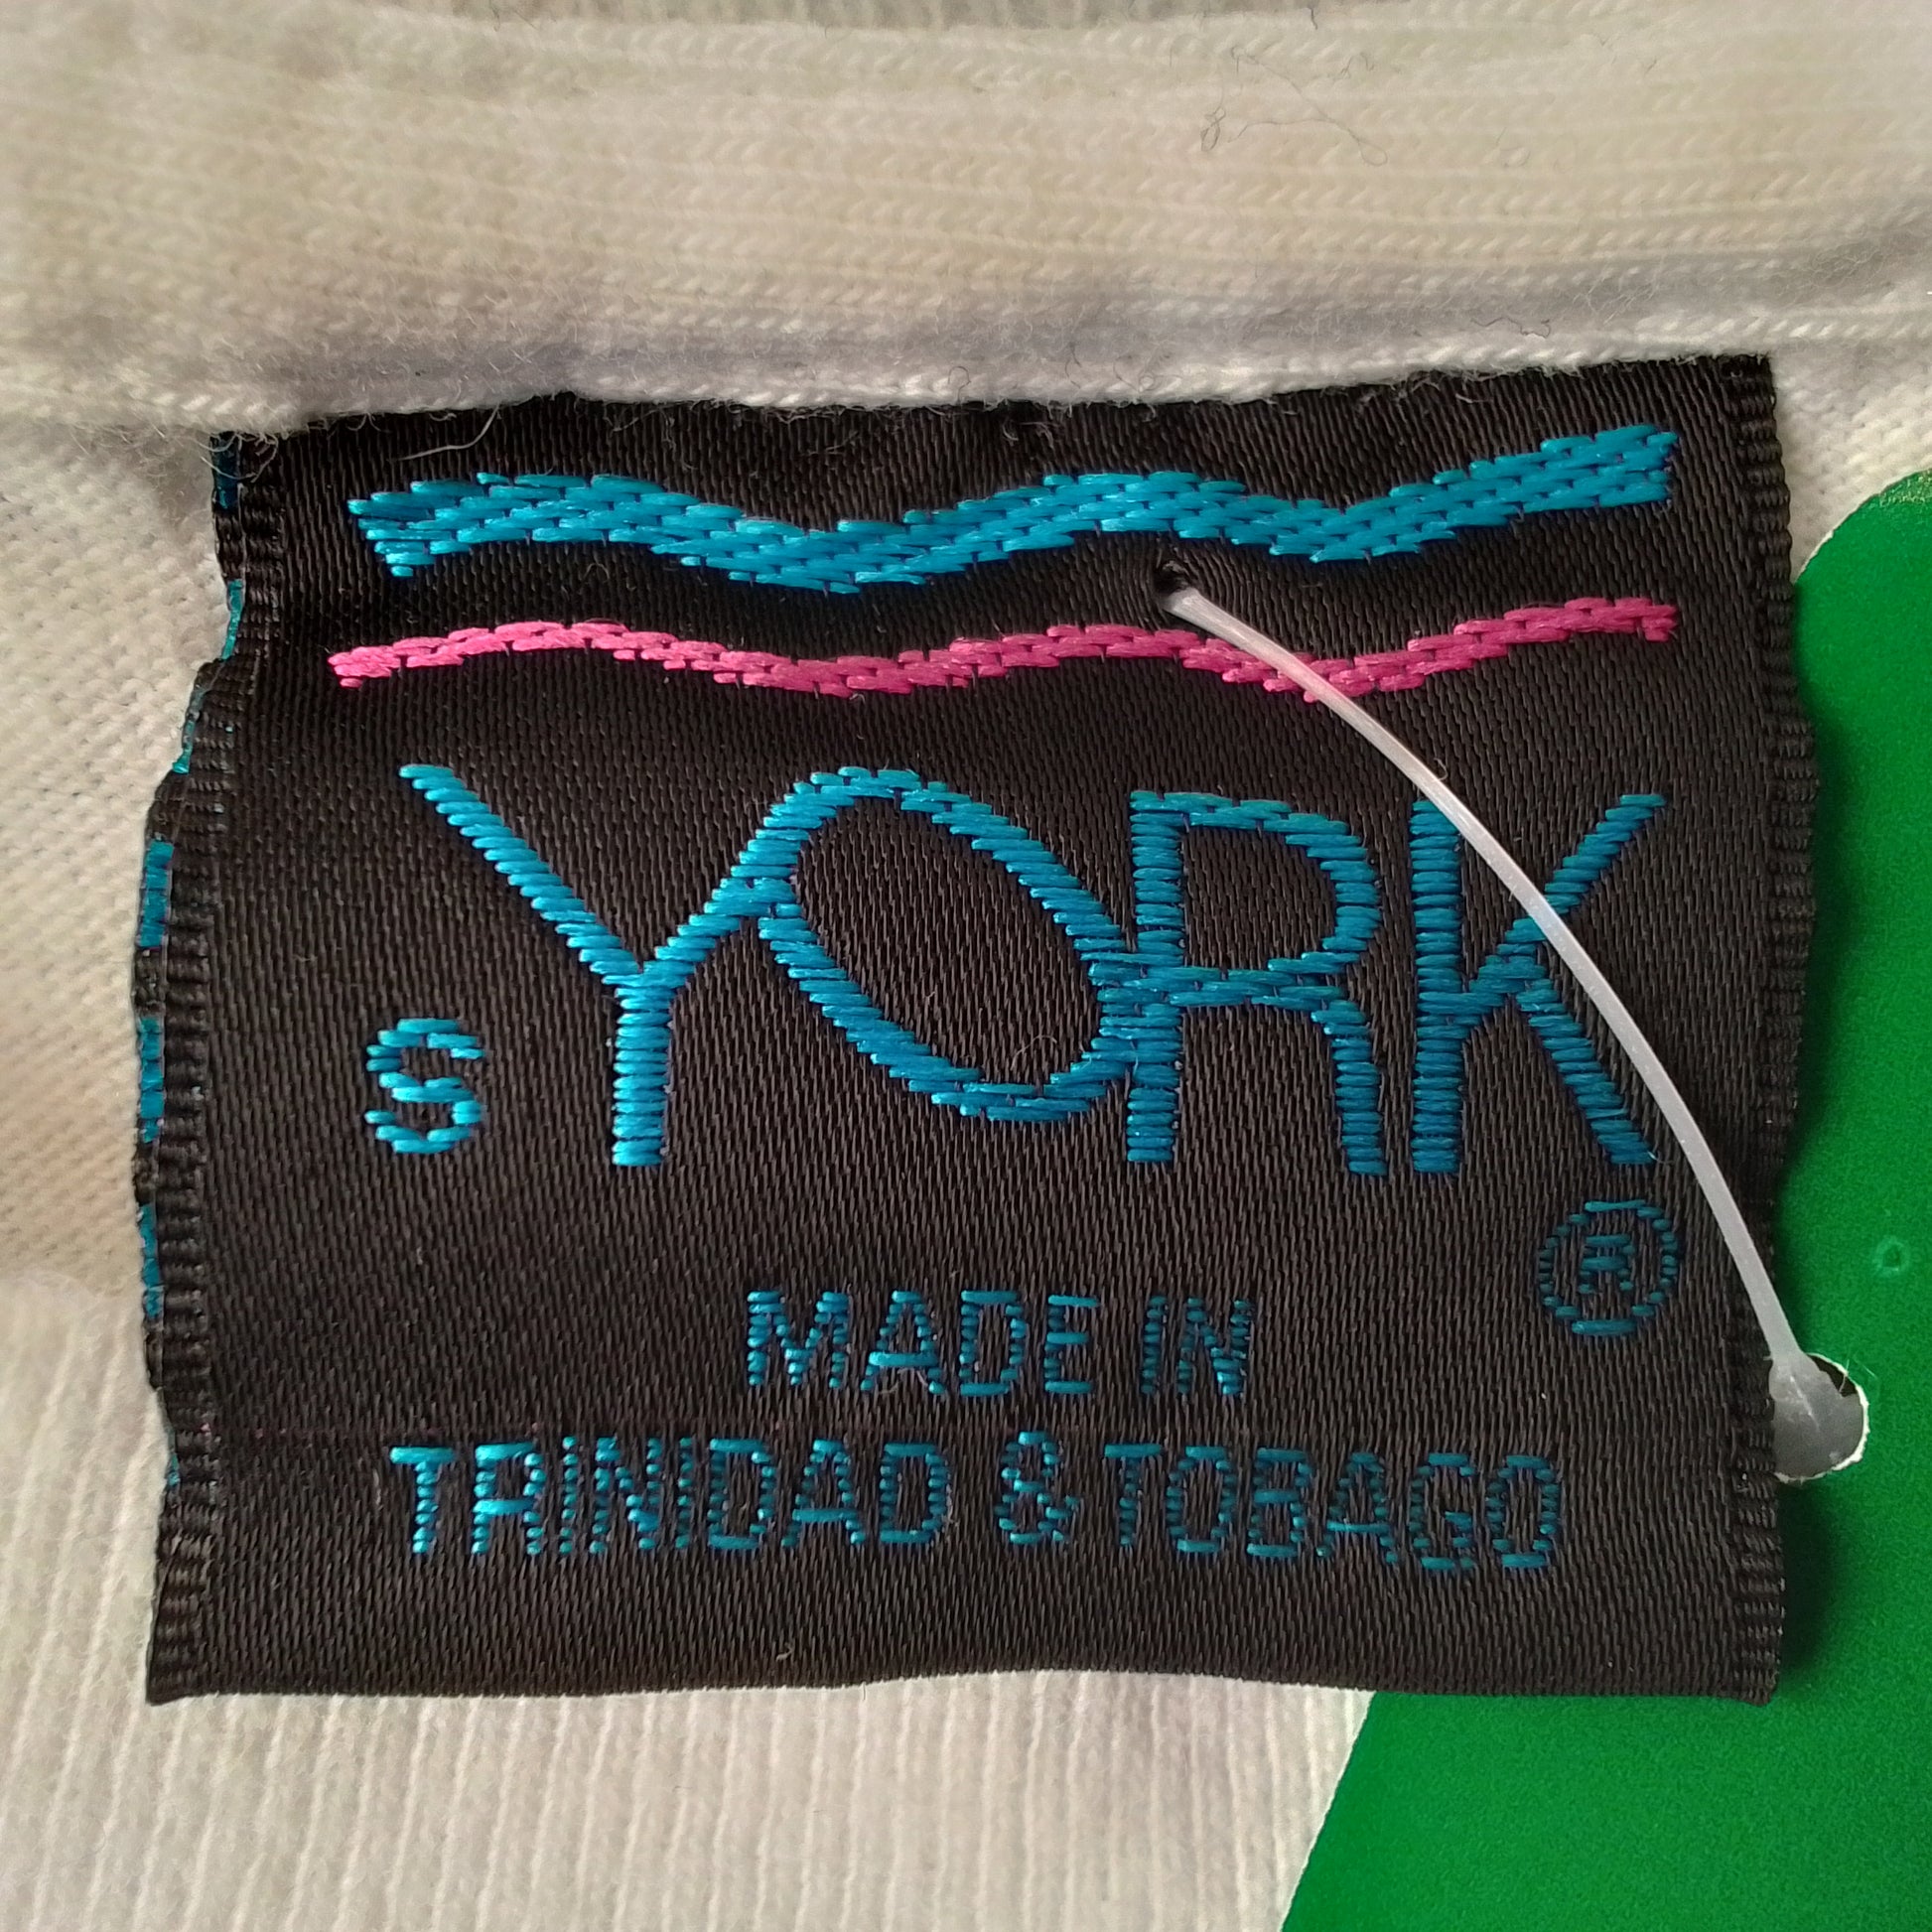 S YORK
®
MADE IN
TRINIDAD & TOBAGO